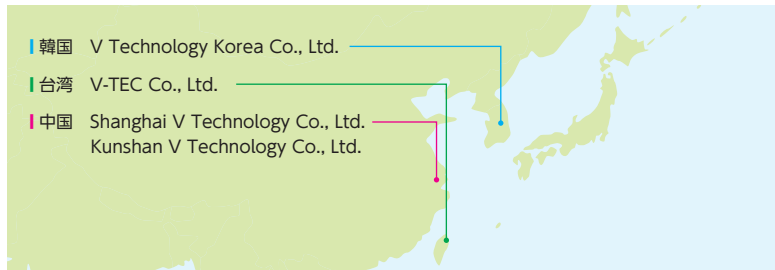 韓国 V Technology Korea Co., Ltd.
台湾 V-TEC Co., Ltd.
中国 Shanghai V Technology Co., Ltd.
Kunshan V Technology Co., Ltd.